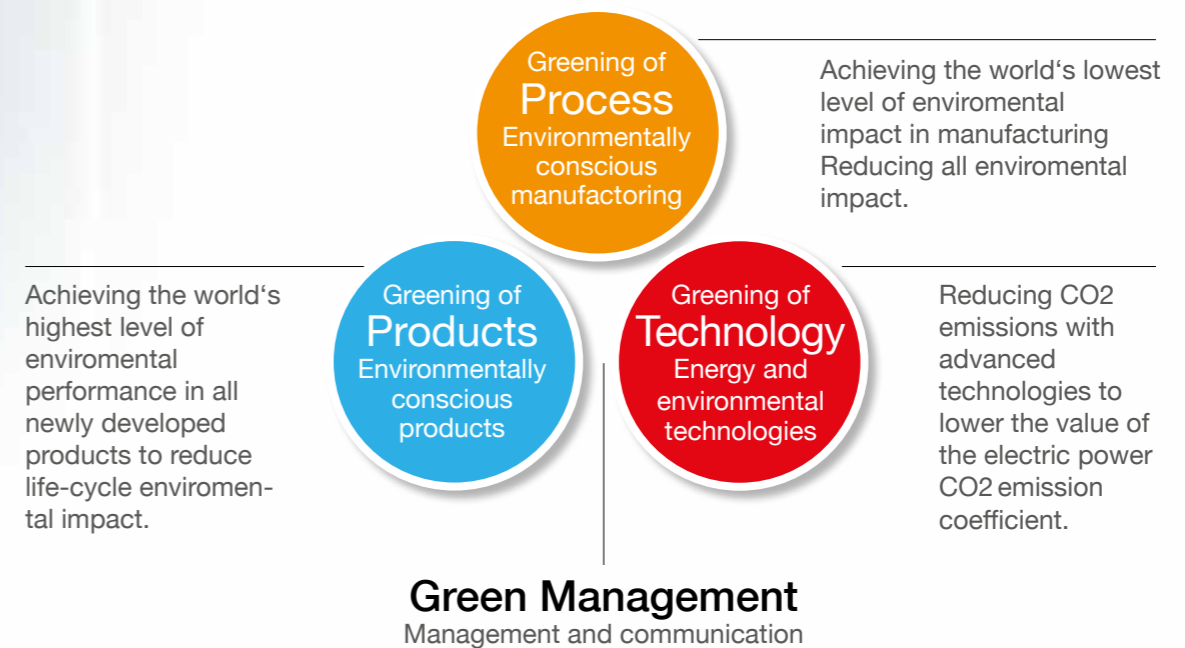 Greening of
Process
Environmentally
conscious
manufactoring
Achieving the world‘s lowest
level of enviromental
impact in manufacturing
Reducing all enviromental
impact.
Achieving the world‘s
highest level of
enviromental
performance in all
newly developed
products to reduce
life-cycle enviromen-
tal impact.
Greening of
Products
Environmentally
conscious
products
Greening of
Technology
Energy and
environmental
technologies
Reducing CO2
emissions with
advanced
technologies to
lower the value of
the electric power
CO2 emission
coefficient.
Green Management
Management and communication